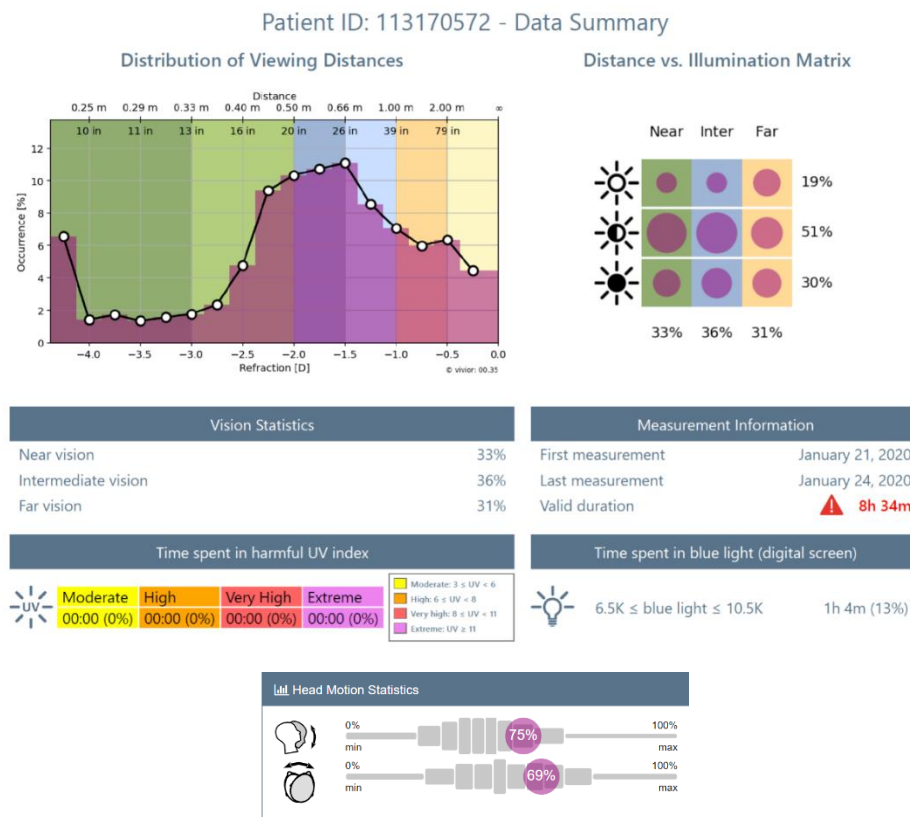 Patient ID: 113170572 - Data Summary
Distribution of Viewing Distances
Distance
0.25 m 0.29 m 0.33 m 0.40 m 0.50 m 0.66 m 1.00 m 2.00 m ∞
10 in 11 in 13 in 16 in 20 in 26 in 39 in 79 in
Occurrence [%]
12
10
8
6
4
2
0
−4.0 −3.5 −3.0 −2.5 −2.0 −1.5 −1.0 −0.5 0.0
Refraction [D]
© vivior: 00.35
Distance vs. Illumination Matrix
Near Inter Far
19%
51%
30%
33% 36% 31%
Vision Statistics
Near vision 33%
Intermediate vision 36%
Far vision 31%
Measurement Information
First measurement January 21, 2020
Last measurement January 24, 2020
Valid duration 8h 34m
Time spent in harmful UV index
UV
Moderate High Very High Extreme
00:00 (0%) 00:00 (0%) 00:00 (0%) 00:00 (0%)
Moderate: 3 ≤ UV < 6
High: 6 ≤ UV < 8
Very high: 8 ≤ UV < 11
Extreme: UV ≥ 11
Time spent in blue light (digital screen)
6.5K ≤ blue light ≤ 10.5K 1h 4m (13%)
Head Motion Statistics
0% 100%
75%
min max
0% 100%
69%
min max